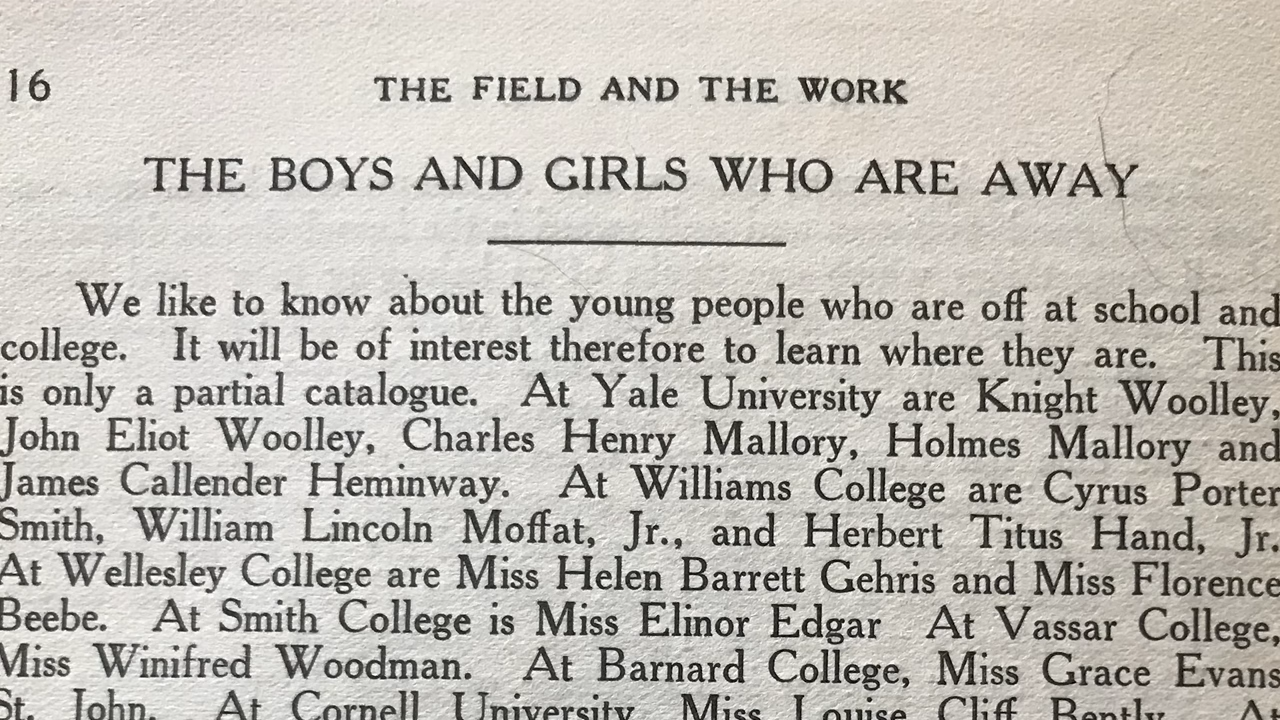 16
THE FIELD AND THE WORK
THE BOYS AND GIRLS WHO ARE AWAY
We like to know about the young people who are off at school and
college. It will be of interest therefore to learn where they are. This
is only a partial catalogue. At Yale University are Knight Woolley,
John Eliot Woolley, Charles Henry Mallory, Holmes Mallory and
James Callender Heminway. At Williams College are Cyrus Porter
Smith, William Lincoln Moffat, Jr., and Herbert Titus Hand, Jr.
At Wellesley College are Miss Helen Barrett Gehris and Miss Florence
Beebe. At Smith College is Miss Elinor Edgar At Vassar College,
Miss Winifred Woodman. At Barnard College, Miss Grace Evans
St. John. At Cornell University Miss Louise Cliff Bently At